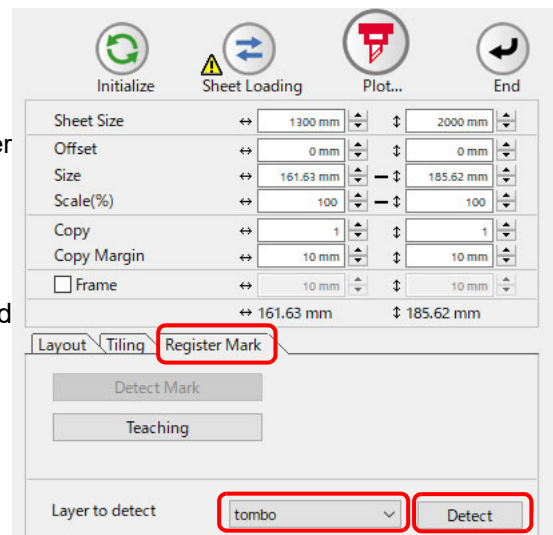 Initialize Sheet Loading Plot... End
Sheet Size ↔ 1300 mm ↕ 2000 mm
er
Offset ↔ 0 mm ↕ 0 mm
Size ↔ 161.63 mm — ↕ 185.62 mm
Scale(%) ↔ 100 — ↕ 100
Copy ↔ 1 ↕ 1
Copy Margin ↔ 10 mm ↕ 10 mm
Frame ↔ 10 mm ↕ 10 mm
d
↔ 161.63 mm ↕ 185.62 mm
Layout Tiling Register Mark
Detect Mark
Teaching
Layer to detect tombo Detect